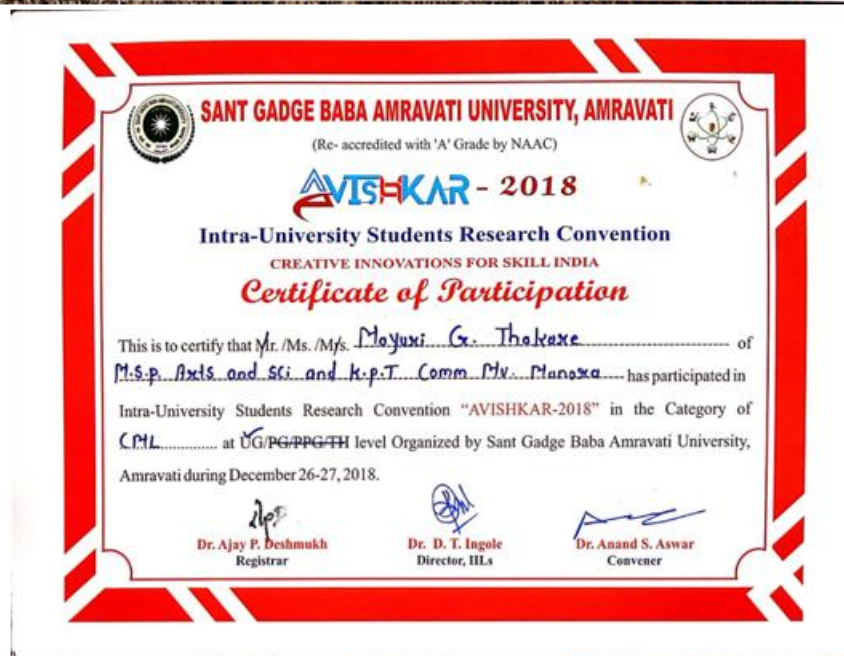 SANT GADGE BABA AMRAVATI UNIVERSITY, AMRAVATI
(Re- accredited with 'A' Grade by NAAC)
AVISHKAR - 2018
Intra-University Students Research Convention
CREATIVE INNOVATIONS FOR SKILL INDIA
Certificate of Participation
This is to certify that Mr. /Ms. /M/s. Mayuri G. Thakare of
M.S.P. Arts and Sci and K.P.T Comm Mv. Manora has participated in
Intra-University Students Research Convention "AVISHKAR-2018" in the Category of
CML at UG/PG/PPG/TH level Organized by Sant Gadge Baba Amravati University,
Amravati during December 26-27, 2018.
Dr. Ajay P. Deshmukh
Registrar
Dr. D. T. Ingole
Director, IILs
Dr. Anand S. Aswar
Convener